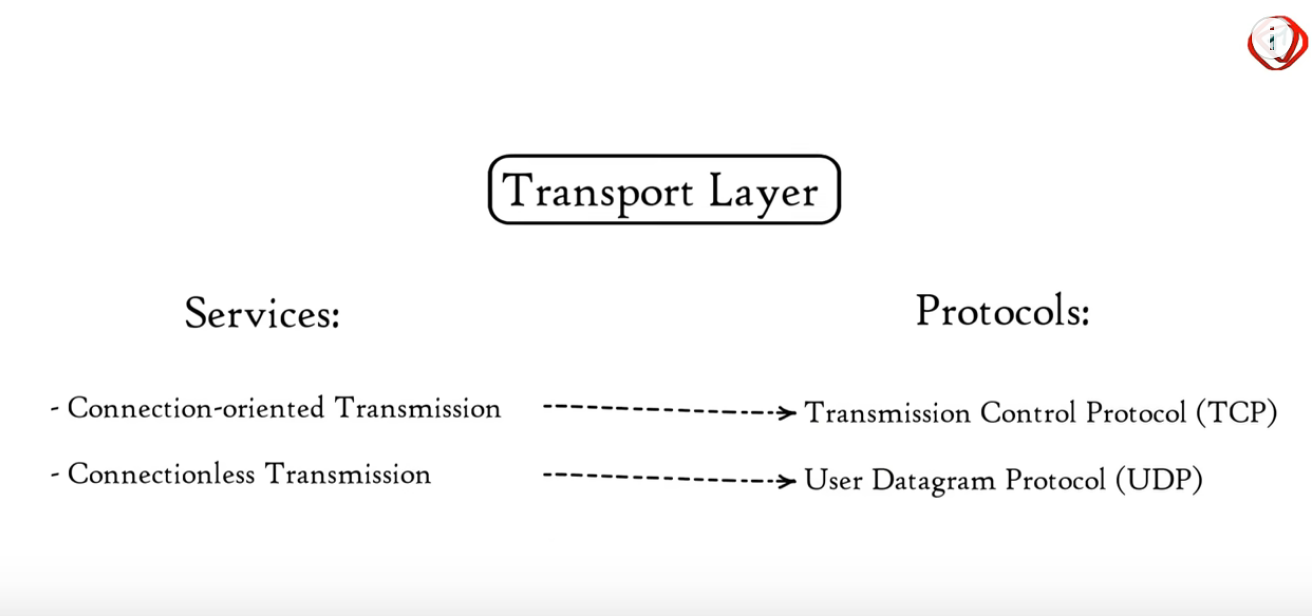 Transport Layer
Services:
Protocols:
- Connection-oriented Transmission
Transmission Control Protocol (TCP)
- Connectionless Transmission
User Datagram Protocol (UDP)